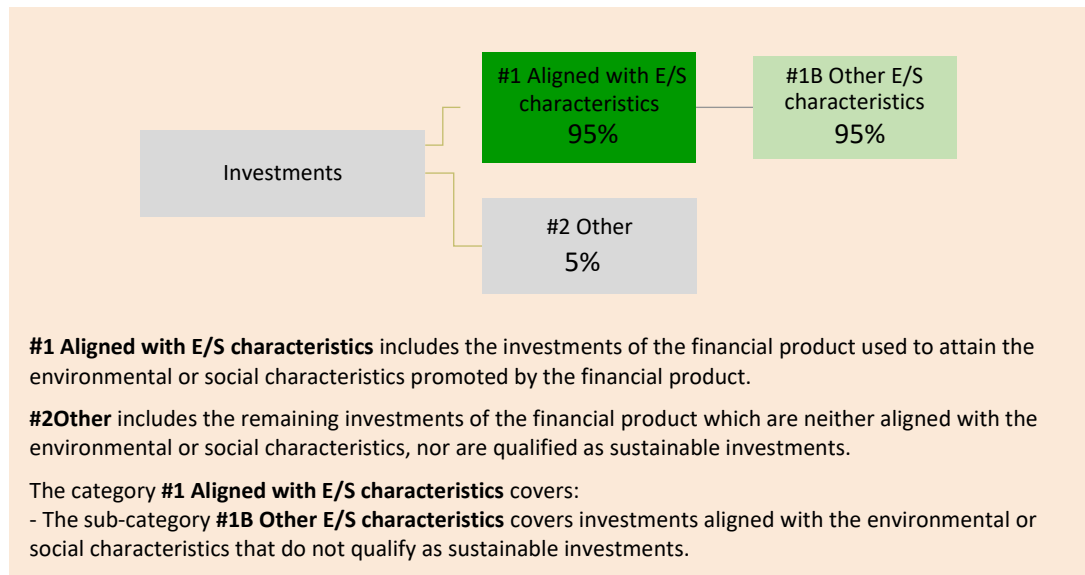 #1 Aligned with E/S
characteristics
95%
#1B Other E/S
characteristics
95%
Investments
#2 Other
5%
#1 Aligned with E/S characteristics includes the investments of the financial product used to attain the
environmental or social characteristics promoted by the financial product.
#2Other includes the remaining investments of the financial product which are neither aligned with the
environmental or social characteristics, nor are qualified as sustainable investments.
The category #1 Aligned with E/S characteristics covers:
- The sub-category #1B Other E/S characteristics covers investments aligned with the environmental or
social characteristics that do not qualify as sustainable investments.